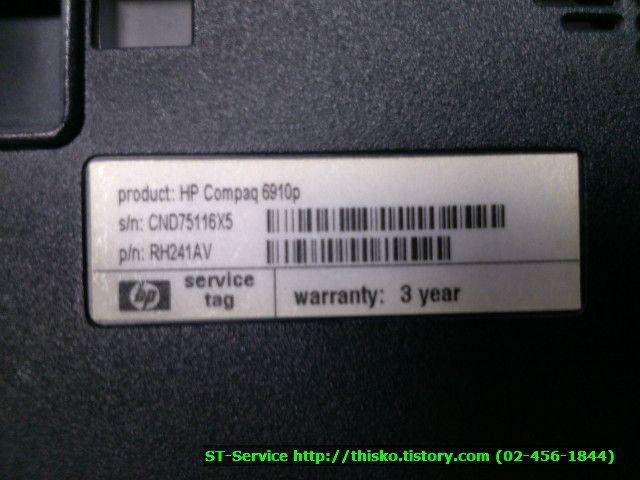 product: HP Compaq 6910p
s/n: CND75116X5
p/n: RH241AV
hp
service
tag
warranty: 3 year
ST-Service http://thisko.tistory.com (02-456-1844)